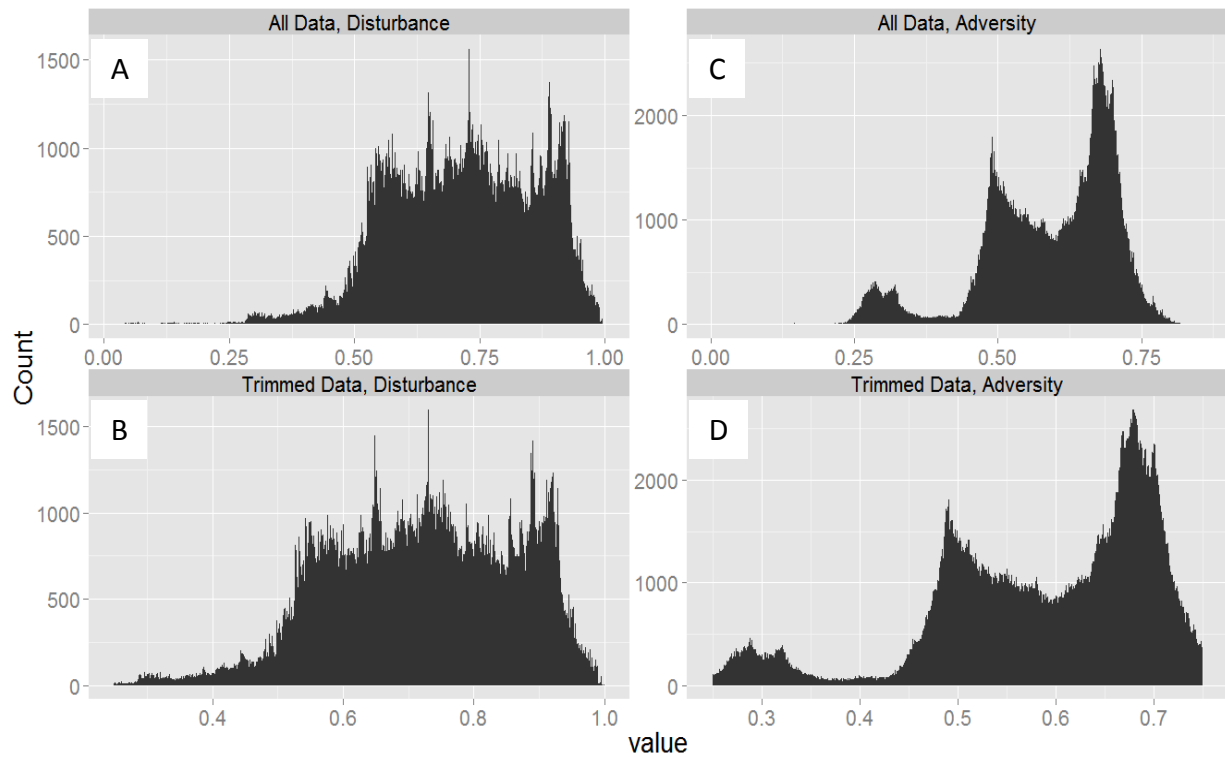 All Data, Disturbance
A
1500
1000
500
0
0.00 0.25 0.50 0.75 1.00
All Data, Adversity
C
2000
1000
0
0.00 0.25 0.50 0.75
Trimmed Data, Disturbance
B
1500
1000
500
0
0.4 0.6 0.8 1.0
Trimmed Data, Adversity
D
2000
1000
0
0.3 0.4 0.5 0.6 0.7
Count
value